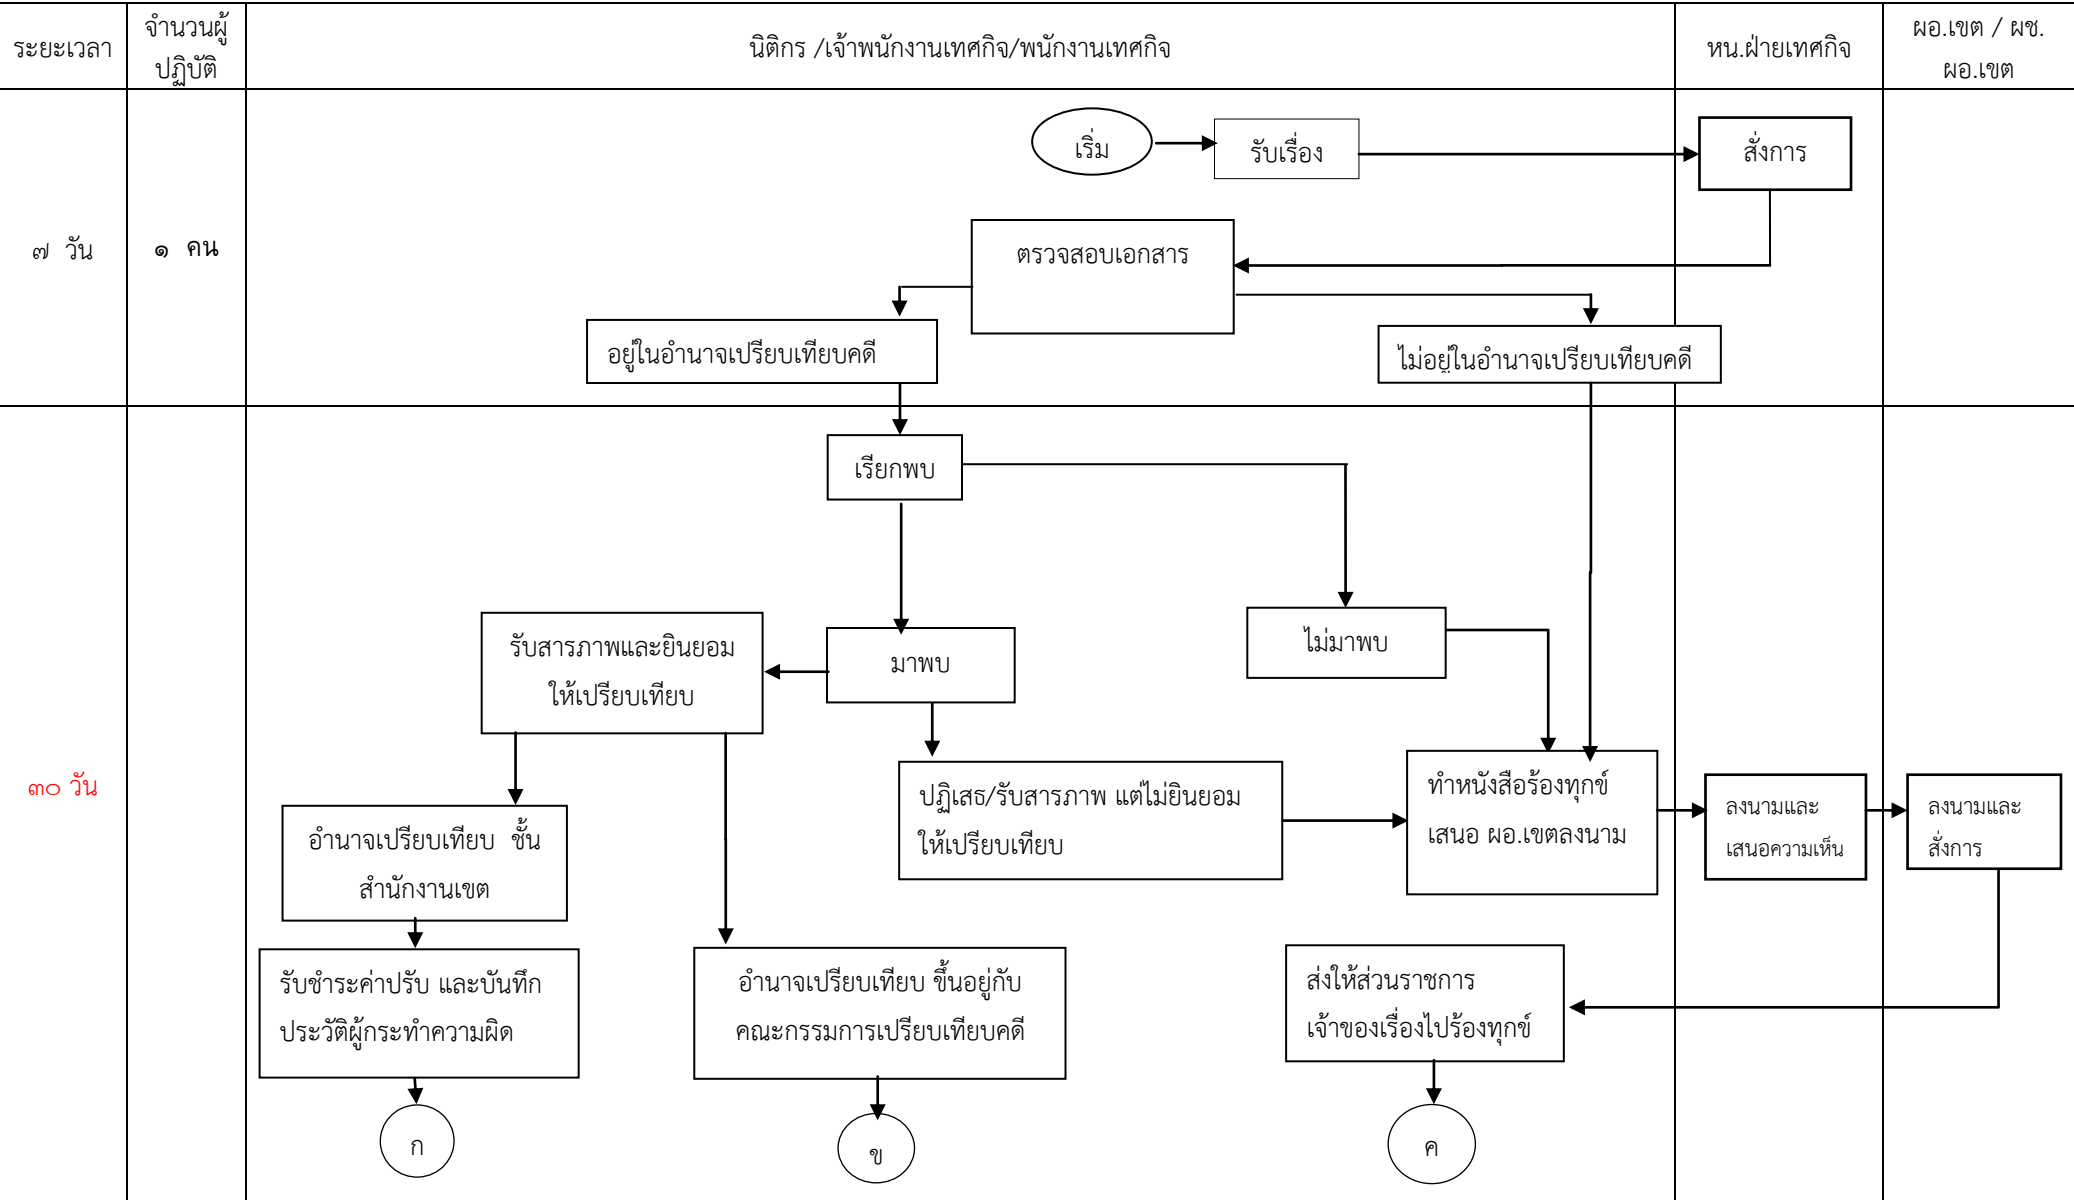 ระยะเวลา
จำนวนผู้
ปฏิบัติ
นิติกร /เจ้าพนักงานเทศกิจ/พนักงานเทศกิจ
หน.ฝ่ายเทศกิจ
ผอ.เขต / ผช.
ผอ.เขต
เริ่ม
รับเรื่อง
สั่งการ
๗ วัน
๑ คน
ตรวจสอบเอกสาร
อยู่ในอำนาจเปรียบเทียบคดี
ไม่อยู่ในอำนาจเปรียบเทียบคดี
เรียกพบ
รับสารภาพและยินยอม
ให้เปรียบเทียบ
มาพบ
ไม่มาพบ
๓๐ วัน
อำนาจเปรียบเทียบ ชั้น
สำนักงานเขต
ปฏิเสธ/รับสารภาพ แต่ไม่ยินยอม
ให้เปรียบเทียบ
ทำหนังสือร้องทุกข์
เสนอ ผอ.เขตลงนาม
ลงนามและ
เสนอความเห็น
ลงนามและ
สั่งการ
รับชำระค่าปรับ และบันทึก
ประวัติผู้กระทำความผิด
อำนาจเปรียบเทียบ ขึ้นอยู่กับ
คณะกรรมการเปรียบเทียบคดี
ส่งให้ส่วนราชการ
เจ้าของเรื่องไปร้องทุกข์
ก
ข
ค